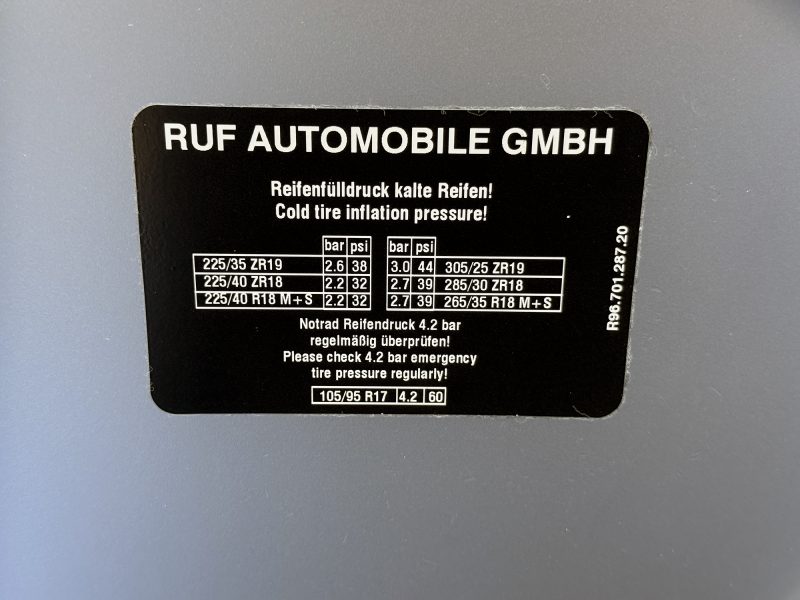 RUF AUTOMOBILE GMBH
Reifenfülldruck kalte Reifen!
Cold tire inflation pressure!
bar psi bar psi
225/35 ZR19 2.6 38 3.0 44 305/25 ZR19
225/40 ZR18 2.2 32 2.7 39 285/30 ZR18
225/40 R18 M+S 2.2 32 2.7 39 265/35 R18 M+S
Notrad Reifendruck 4.2 bar
regelmäßig überprüfen!
Please check 4.2 bar emergency
tire pressure regularly!
105/95 R17 4.2 60
R96.701.287.20